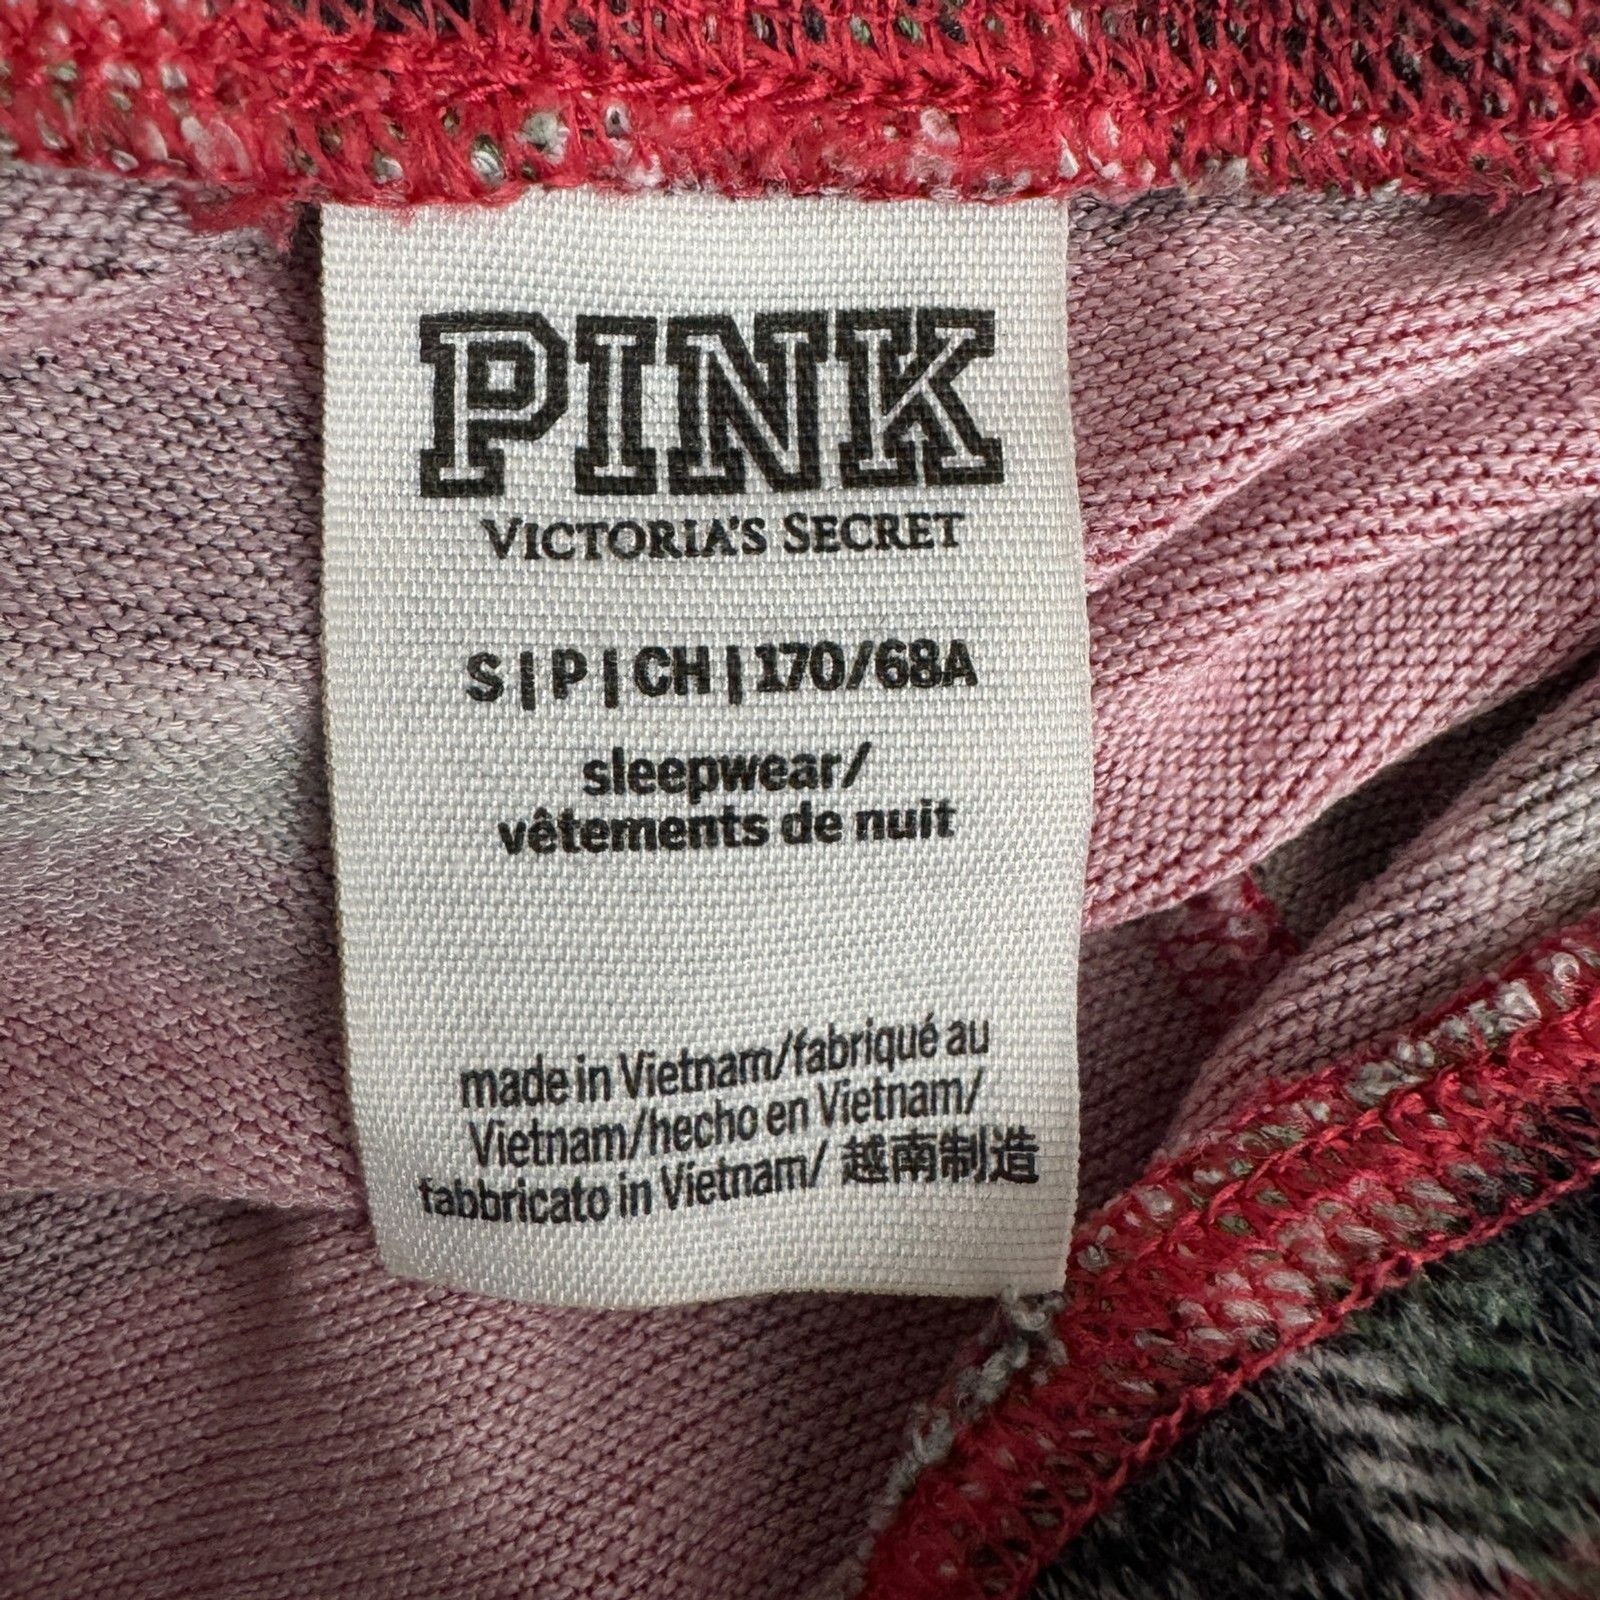 PINK
VICTORIA'S SECRET
S|P|CH|170/68A
sleepwear/
vêtements de nuit
made in Vietnam/fabriqué au
Vietnam/hecho en Vietnam/
fabbricato in Vietnam/ 越南制造